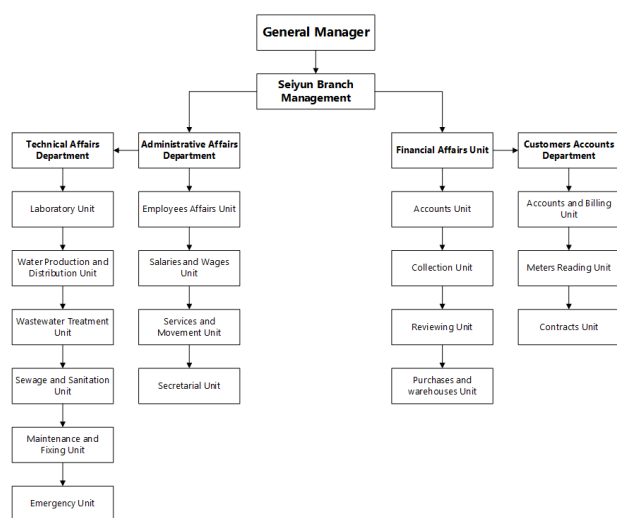 General Manager
Seiyun Branch
Management
Technical Affairs
Department
Administrative Affairs
Department
Financial Affairs Unit
Customers Accounts
Department
Laboratory Unit
Employees Affairs Unit
Accounts Unit
Accounts and Billing
Unit
Water Production and
Distribution Unit
Salaries and Wages
Unit
Collection Unit
Meters Reading Unit
Wastewater Treatment
Unit
Services and
Movement Unit
Reviewing Unit
Contracts Unit
Sewage and Sanitation
Unit
Secretarial Unit
Purchases and
warehouses Unit
Maintenance and
Fixing Unit
Emergency Unit